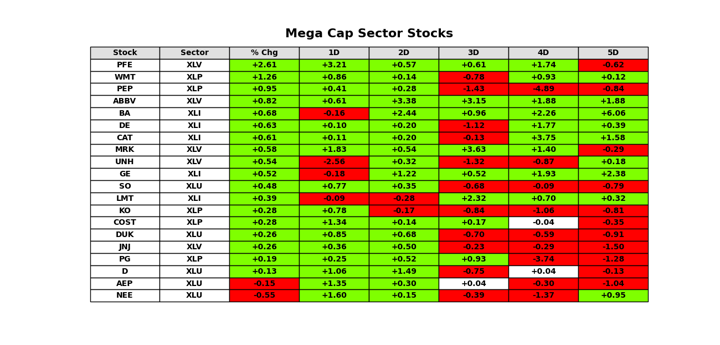 Mega Cap Sector Stocks
Stock Sector % Chg 1D 2D 3D 4D 5D
PFE XLV +2.61 +3.21 +0.57 +0.61 +1.74 -0.62
WMT XLP +1.26 +0.86 +0.14 -0.78 +0.93 +0.12
PEP XLP +0.95 +0.41 +0.28 -1.43 -4.89 -0.84
ABBV XLV +0.82 +0.61 +3.38 +3.15 +1.88 +1.88
BA XLI +0.68 -0.16 +2.44 +0.96 +2.26 +6.06
DE XLI +0.63 +0.10 +0.20 -1.12 +1.77 +0.39
CAT XLI +0.61 +0.11 +0.20 -0.13 +3.75 +1.58
MRK XLV +0.58 +1.83 +0.54 +3.63 +1.40 -0.29
UNH XLV +0.54 -2.56 +0.32 -1.32 -0.87 +0.18
GE XLI +0.52 -0.18 +1.22 +0.52 +1.93 +2.38
SO XLU +0.48 +0.77 +0.35 -0.68 -0.09 -0.79
LMT XLI +0.39 -0.09 -0.28 +2.32 +0.70 +0.32
KO XLP +0.28 +0.78 -0.17 -0.84 -1.06 -0.81
COST XLP +0.28 +1.34 +0.14 +0.17 -0.04 -0.35
DUK XLU +0.26 +0.85 +0.68 -0.70 -0.59 -0.91
JNJ XLV +0.26 +0.36 +0.50 -0.23 -0.29 -1.50
PG XLP +0.19 +0.25 +0.52 +0.93 -3.74 -1.28
D XLU +0.13 +1.06 +1.49 -0.75 +0.04 -0.13
AEP XLU -0.15 +1.35 +0.30 +0.04 -0.30 -1.04
NEE XLU -0.55 +1.60 +0.15 -0.39 -1.37 +0.95